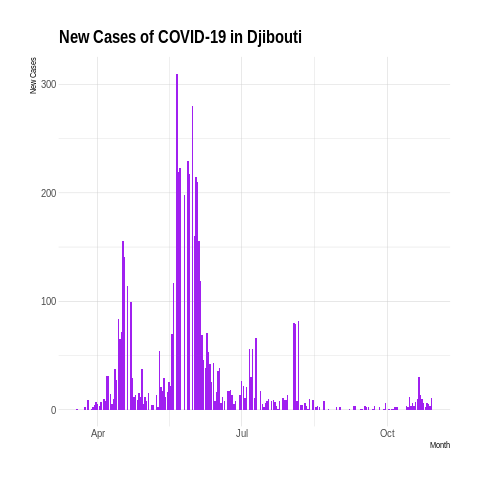 New Cases of COVID-19 in Djibouti
New Cases
300
200
100
0
Apr
Jul
Oct
Month